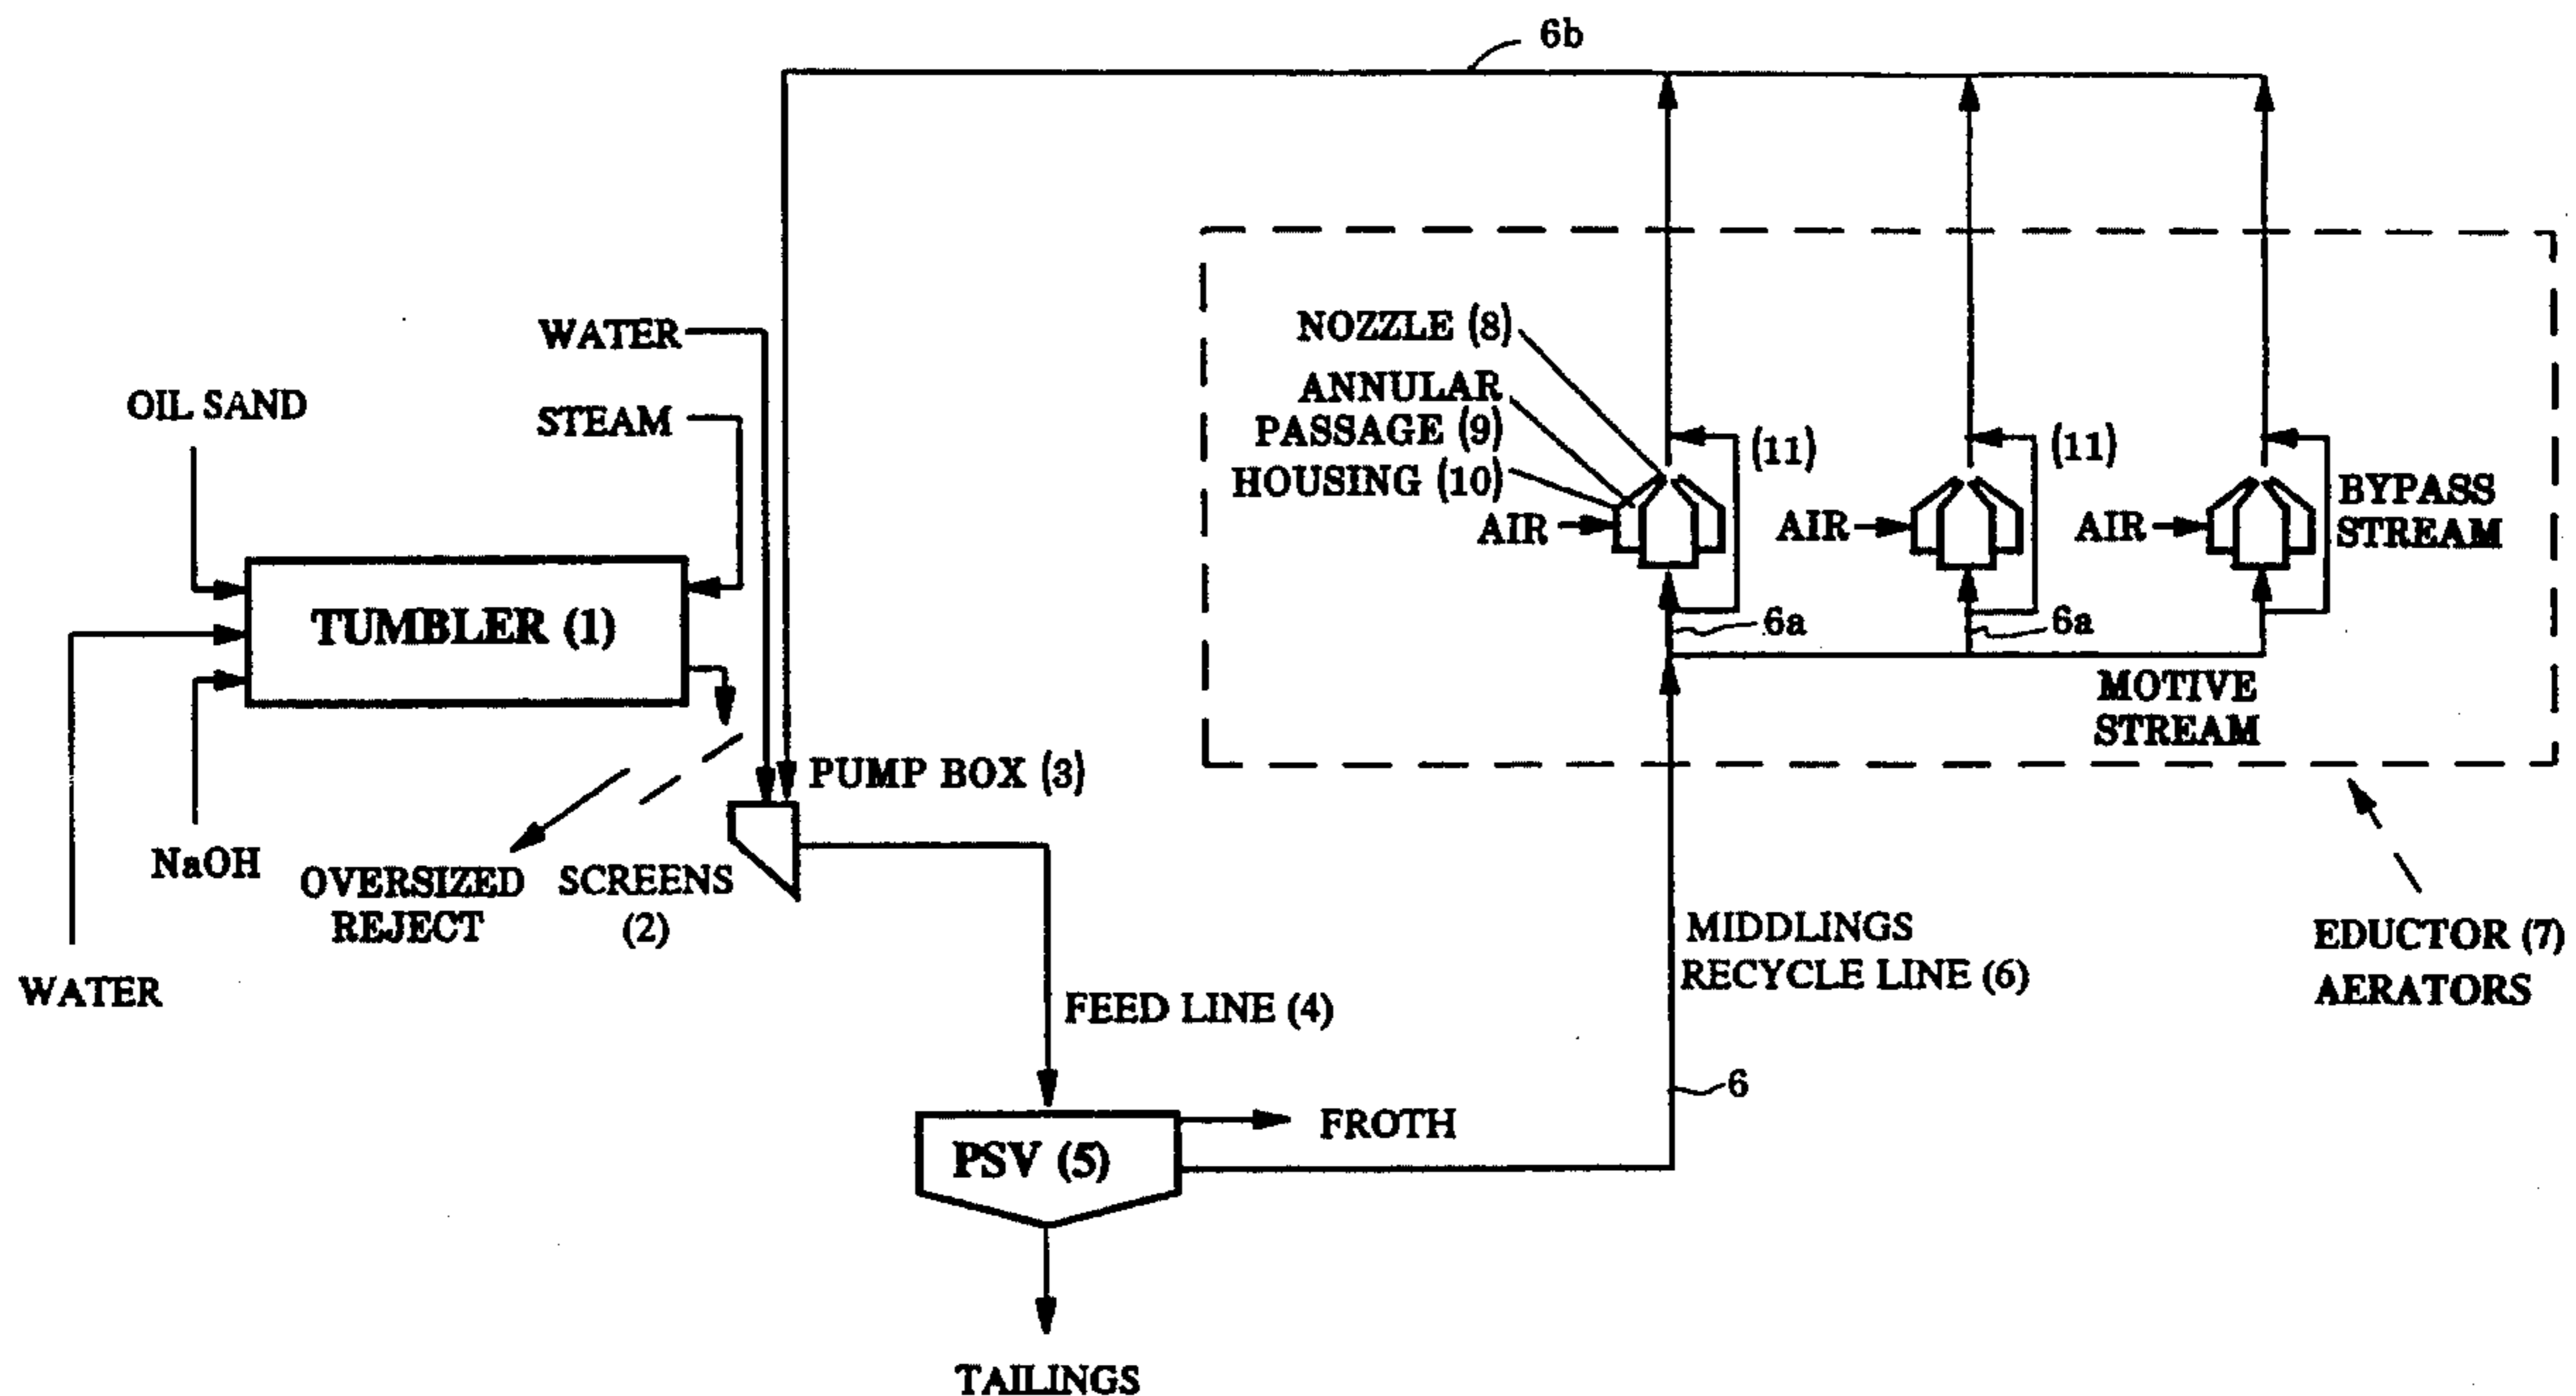 6b
WATER
NOZZLE (8)
OIL SAND
STEAM
ANNULAR
PASSAGE (9)
HOUSING (10)
(11)
(11)
AIR
AIR
AIR
BYPASS
STREAM
TUMBLER (1)
6a
6a
MOTIVE
STREAM
PUMP BOX (3)
NaOH
OVERSIZED
REJECT
SCREENS
(2)
WATER
MIDDLINGS
RECYCLE LINE (6)
EDUCTOR (7)
AERATORS
FEED LINE (4)
6
FROTH
PSV (5)
TAILINGS